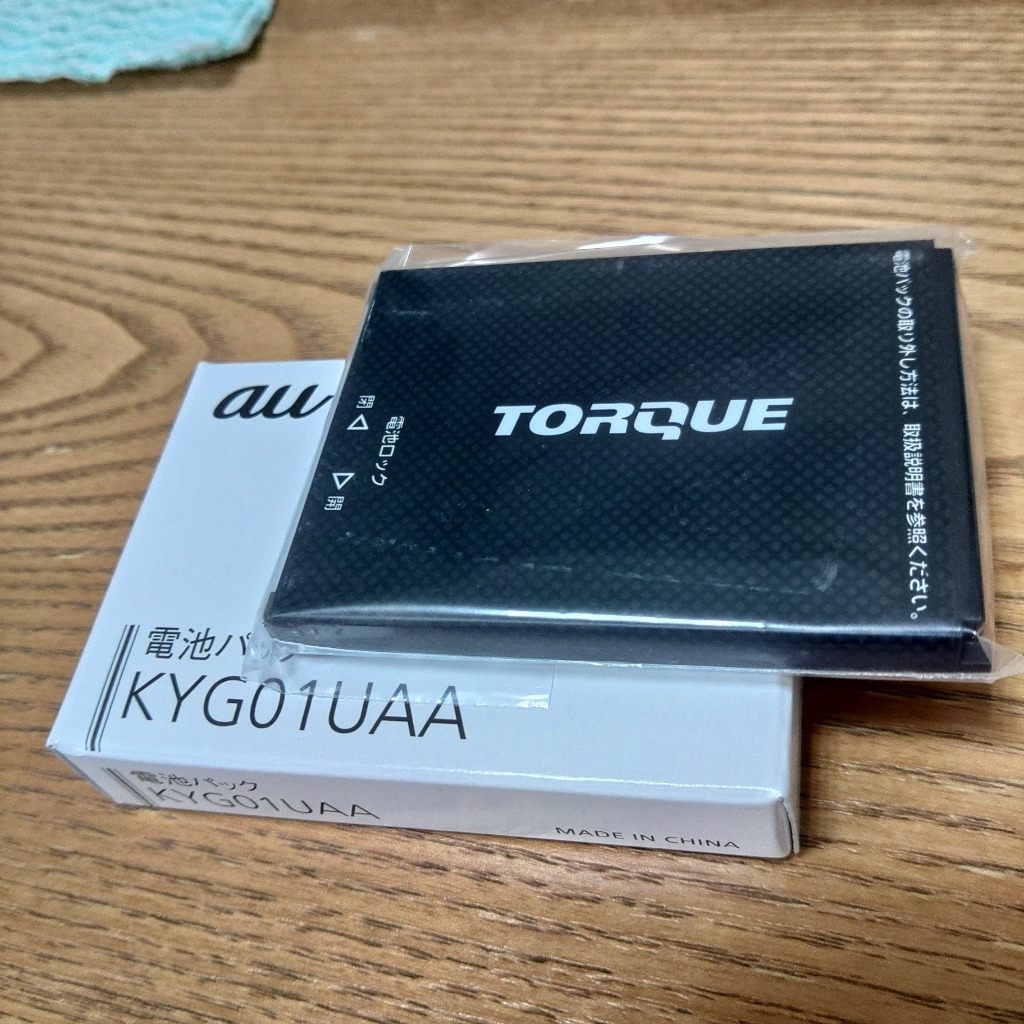 au
電池パック
KYG01UAA
電池パック
KYG01UAA
MADE IN CHINA
TORQUE
電池ロック
閉 ◁
▷ 開
電池パックの取り外し方法は、取扱説明書を参照ください。